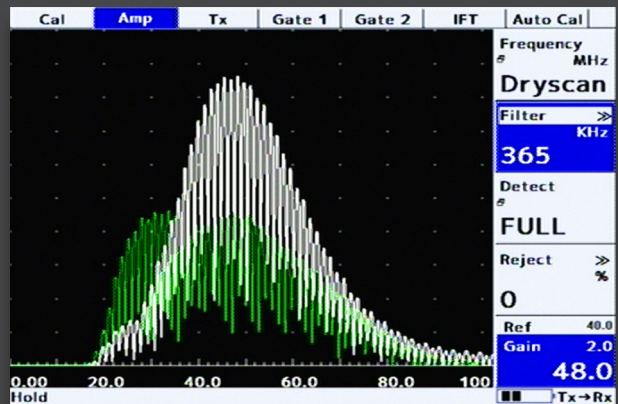 Cal Amp Tx Gate 1 Gate 2 IFT Auto Cal
Frequency
MHz
Dryscan
Filter
KHz
365
Detect
FULL
Reject
%
0
Ref 40.0
Gain 2.0
48.0
0.00 20.0 40.0 60.0 80.0 100
Hold
Tx→Rx